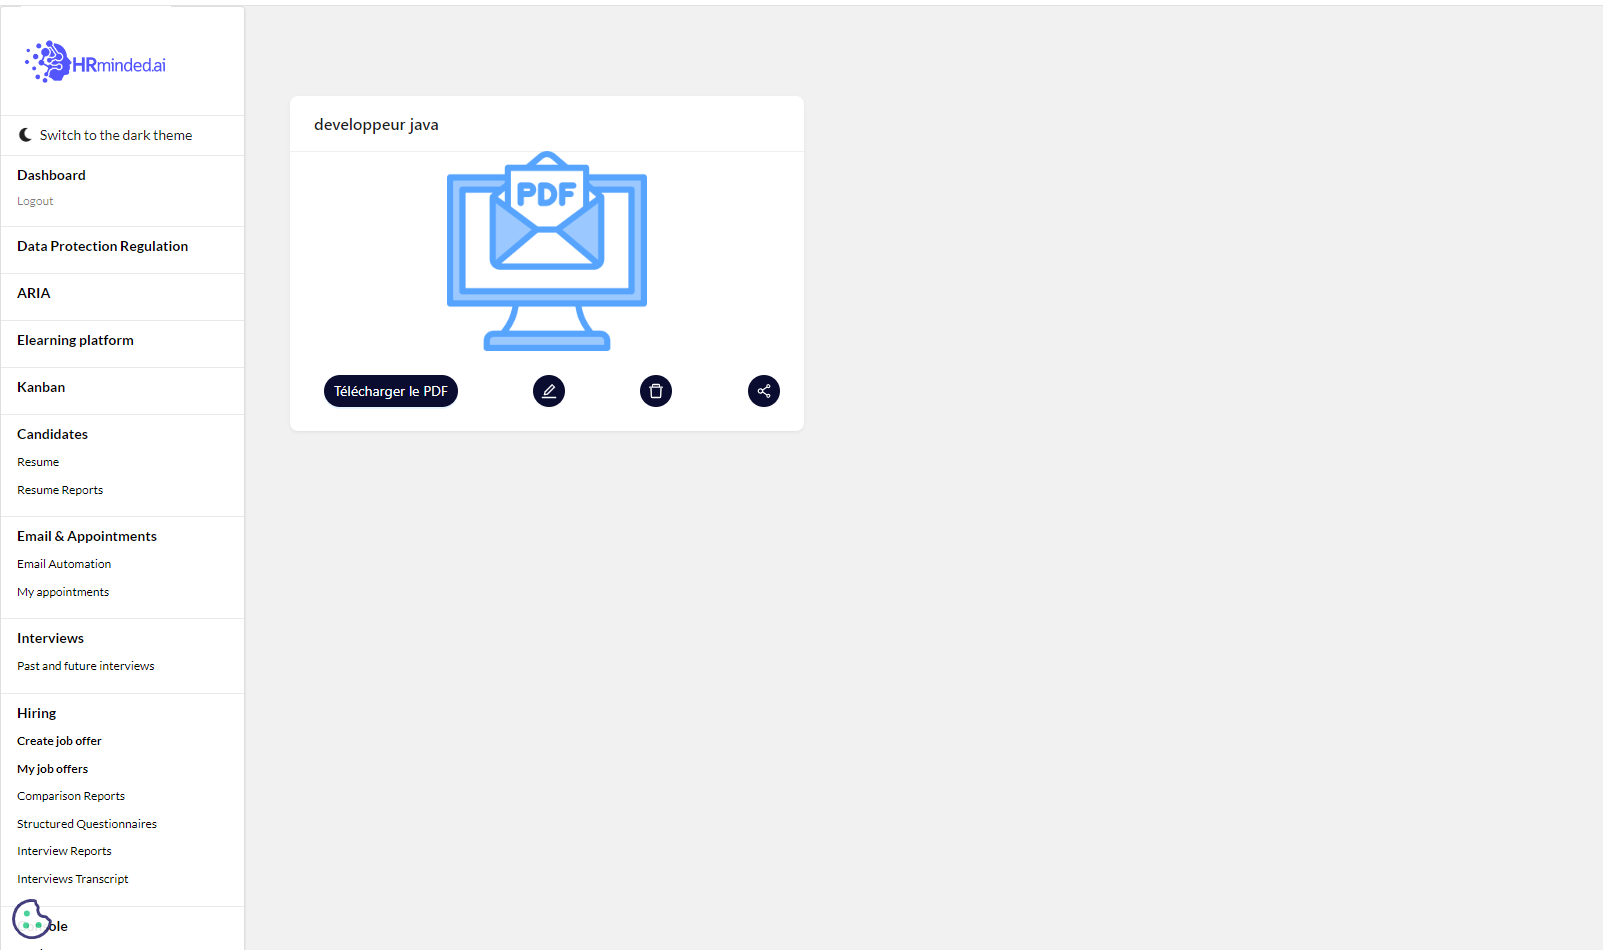 HRminded.ai
Switch to the dark theme
Dashboard
Logout
Data Protection Regulation
ARIA
Elearning platform
Kanban
Candidates
Resume
Resume Reports
Email & Appointments
Email Automation
My appointments
Interviews
Past and future interviews
Hiring
Create job offer
My job offers
Comparison Reports
Structured Questionnaires
Interview Reports
Interviews Transcript
developpeur java
PDF
Télécharger le PDF